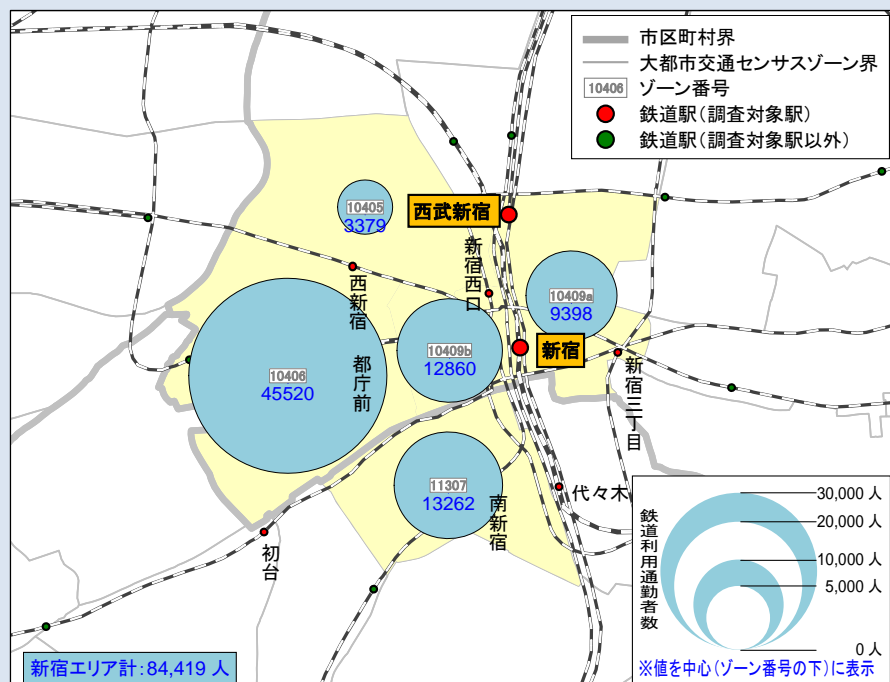 市区町村界
大都市交通センサスゾーン界
10406 ゾーン番号
鉄道駅(調査対象駅)
鉄道駅(調査対象駅以外)
10405
3379
西武新宿
新宿西口
西新宿
10409a
9398
10409b
12860
新宿
都庁前
10406
45520
新宿三丁目
11307
13262
南新宿
代々木
初台
鉄道利用通勤者数
30,000 人
20,000 人
10,000 人
5,000 人
0 人
※値を中心(ゾーン番号の下)に表示
新宿エリア計:84,419 人